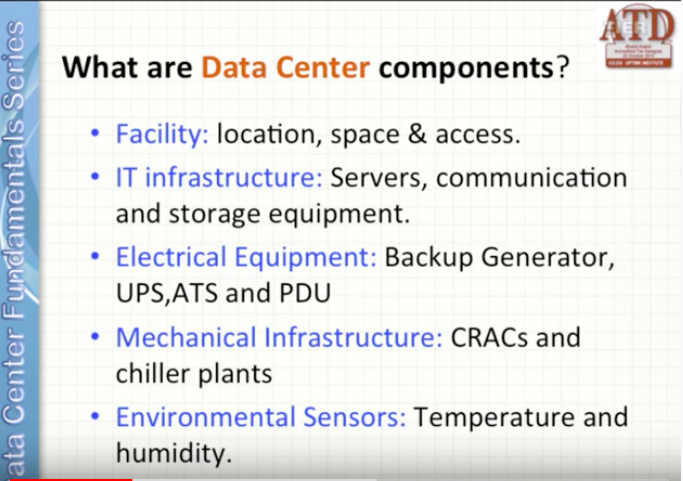 What are Data Center components?
• Facility: location, space & access.
• IT infrastructure: Servers, communication
and storage equipment.
• Electrical Equipment: Backup Generator,
UPS,ATS and PDU
• Mechanical Infrastructure: CRACs and
chiller plants
• Environmental Sensors: Temperature and
humidity.
ata Center Fundamentals Series
ATD
UPTIME INSTITUTE